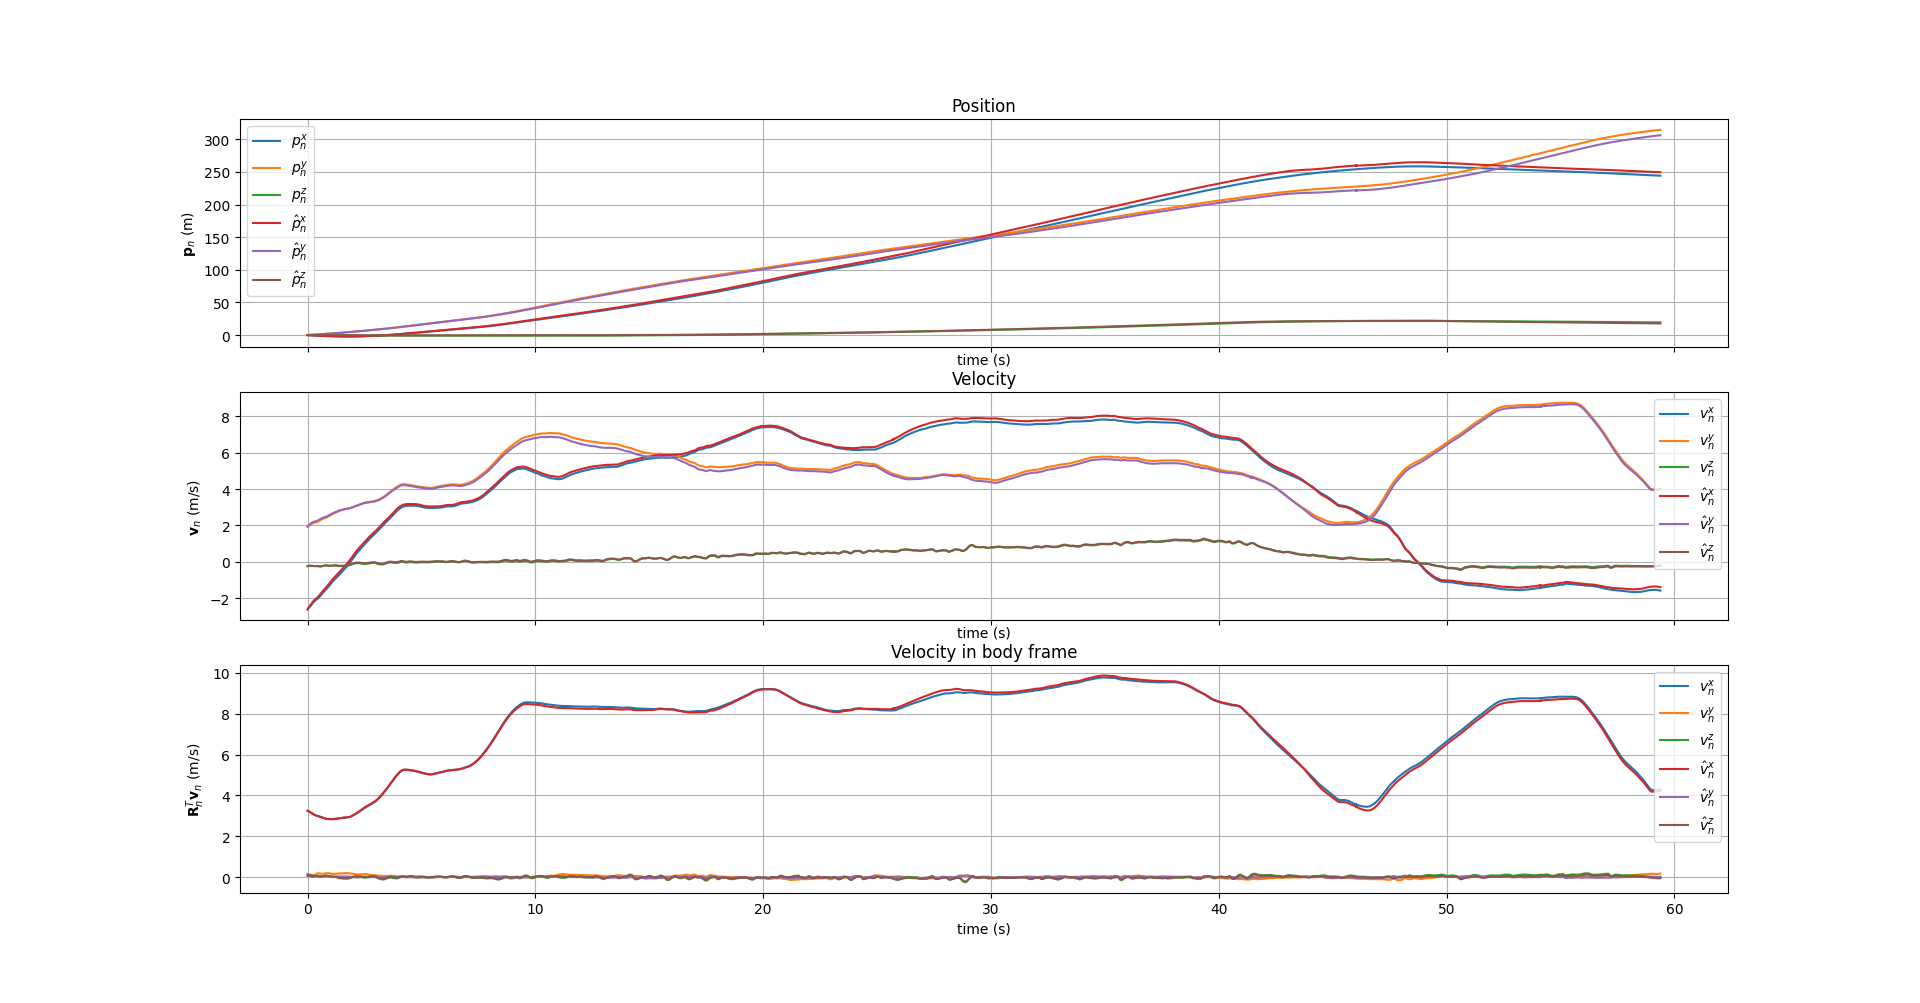 Position
p_n^x
p_n^y
p_n^z
p̂_n^x
p̂_n^y
p̂_n^z
300
250
200
150
100
50
0
p_n (m)
time (s)
Velocity
v_n^x
v_n^y
v_n^z
v̂_n^x
v̂_n^y
v̂_n^z
8
6
4
2
0
−2
v_n (m/s)
time (s)
Velocity in body frame
v_n^x
v_n^y
v_n^z
v̂_n^x
v̂_n^y
v̂_n^z
10
8
6
4
2
0
R_n^T v_n (m/s)
0 10 20 30 40 50 60
time (s)